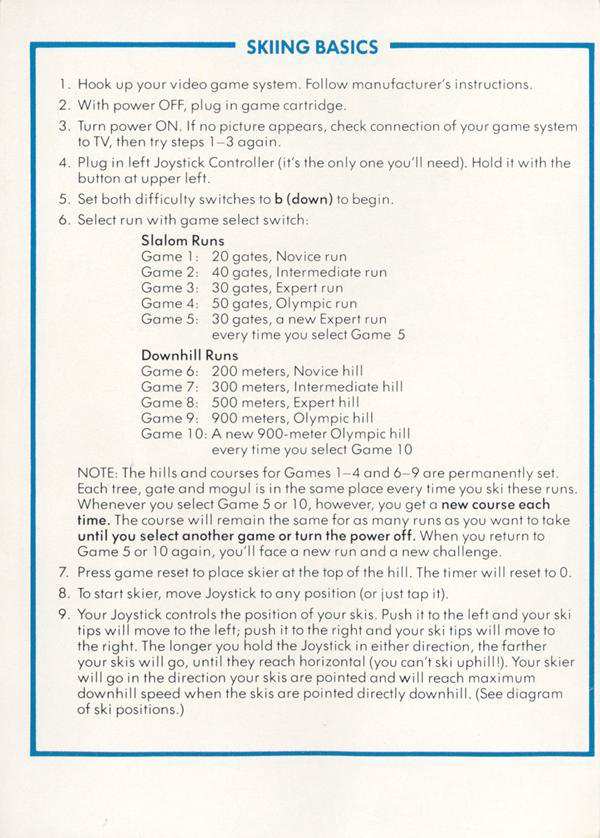 SKIING BASICS
1. Hook up your video game system. Follow manufacturer's instructions.
2. With power OFF, plug in game cartridge.
3. Turn power ON. If no picture appears, check connection of your game system
to TV, then try steps 1–3 again.
4. Plug in left Joystick Controller (it's the only one you'll need). Hold it with the
button at upper left.
5. Set both difficulty switches to b (down) to begin.
6. Select run with game select switch:
Slalom Runs
Game 1: 20 gates, Novice run
Game 2: 40 gates, Intermediate run
Game 3: 30 gates, Expert run
Game 4: 50 gates, Olympic run
Game 5: 30 gates, a new Expert run
every time you select Game 5
Downhill Runs
Game 6: 200 meters, Novice hill
Game 7: 300 meters, Intermediate hill
Game 8: 500 meters, Expert hill
Game 9: 900 meters, Olympic hill
Game 10: A new 900-meter Olympic hill
every time you select Game 10
NOTE: The hills and courses for Games 1–4 and 6–9 are permanently set.
Each tree, gate and mogul is in the same place every time you ski these runs.
Whenever you select Game 5 or 10, however, you get a new course each
time. The course will remain the same for as many runs as you want to take
until you select another game or turn the power off. When you return to
Game 5 or 10 again, you'll face a new run and a new challenge.
7. Press game reset to place skier at the top of the hill. The timer will reset to 0.
8. To start skier, move Joystick to any position (or just tap it).
9. Your Joystick controls the position of your skis. Push it to the left and your ski
tips will move to the left; push it to the right and your ski tips will move to
the right. The longer you hold the Joystick in either direction, the farther
your skis will go, until they reach horizontal (you can't ski uphill!). Your skier
will go in the direction your skis are pointed and will reach maximum
downhill speed when the skis are pointed directly downhill. (See diagram
of ski positions.)